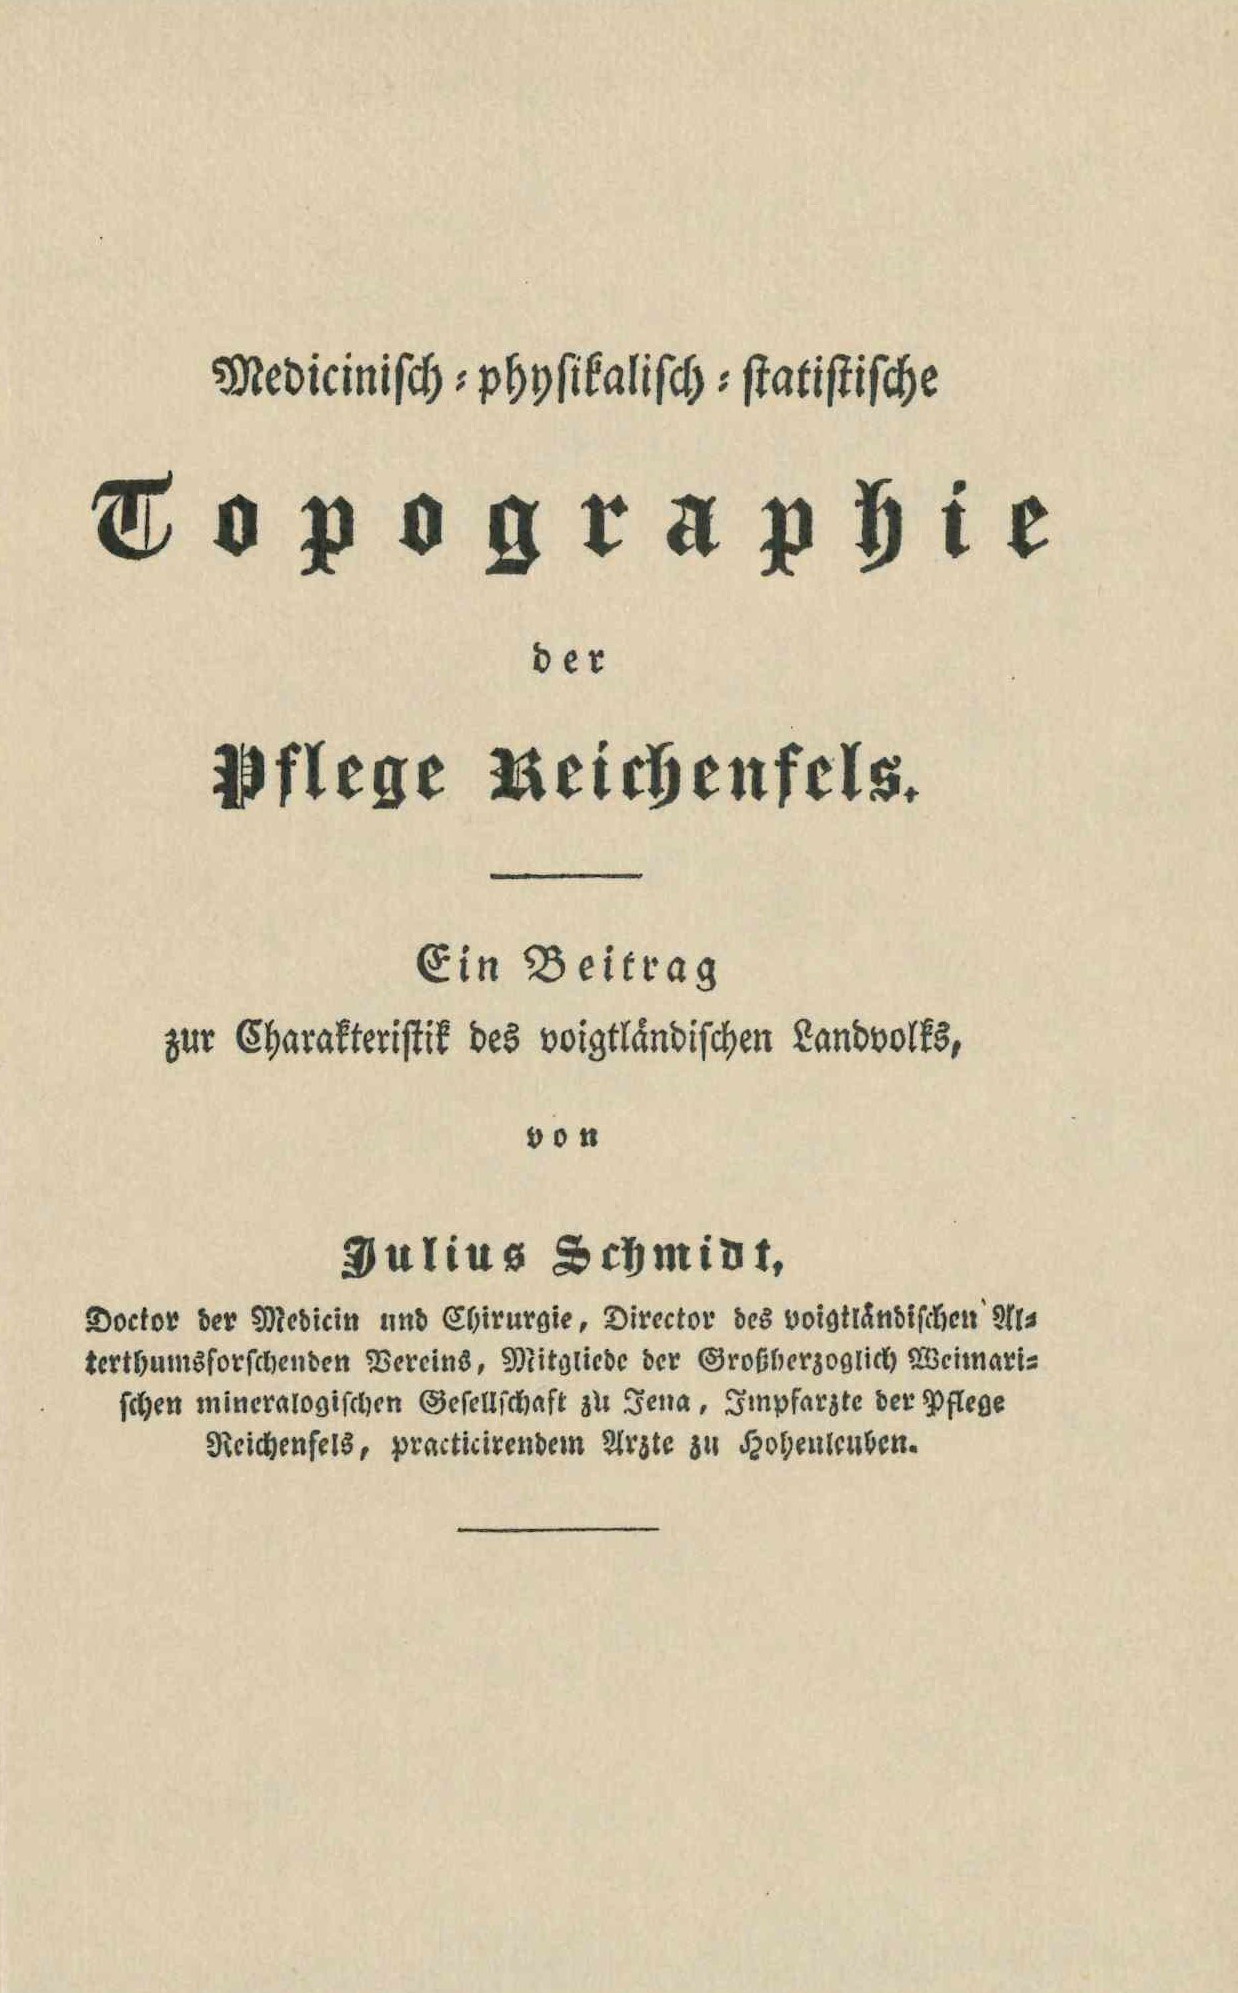 Medicinisch-physikalisch-statistische
Topographie
der
Pflege Reichenfels.
Ein Beitrag
zur Charakteristik des voigtländischen Landvolks,
von
Julius Schmidt,
Doctor der Medicin und Chirurgie, Director des voigtländischen Al-
terthumsforschenden Vereins, Mitgliede der Großherzoglich Weimari-
schen mineralogischen Gesellschaft zu Jena, Impfarzte der Pflege
Reichenfels, practicirendem Arzte zu Hohenleuben.